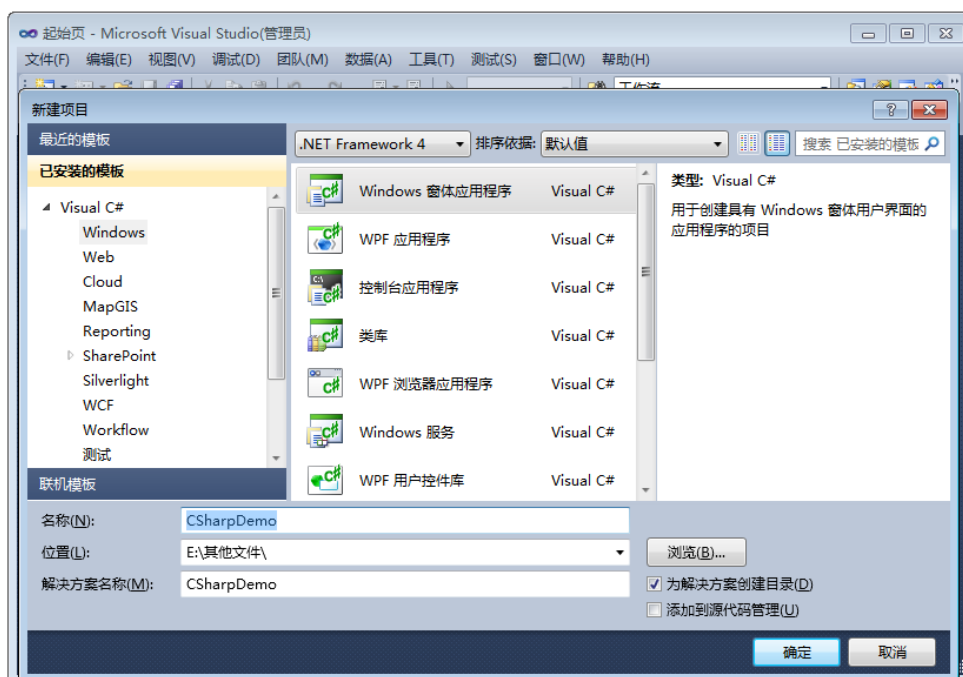 起始页 - Microsoft Visual Studio(管理员)
文件(F) 编辑(E) 视图(V) 调试(D) 团队(M) 数据(A) 工具(T) 测试(S) 窗口(W) 帮助(H)
工作流
新建项目
最近的模板
.NET Framework 4 排序依据: 默认值 搜索 已安装的模板
已安装的模板
Visual C#
Windows
Web
Cloud
MapGIS
Reporting
SharePoint
Silverlight
WCF
Workflow
测试
联机模板
Windows 窗体应用程序 Visual C#
WPF 应用程序 Visual C#
控制台应用程序 Visual C#
类库 Visual C#
WPF 浏览器应用程序 Visual C#
Windows 服务 Visual C#
WPF 用户控件库 Visual C#
类型: Visual C#
用于创建具有 Windows 窗体用户界面的
应用程序的项目
名称(N): CSharpDemo
位置(L): E:\其他文件\ 浏览(B)...
解决方案名称(M): CSharpDemo 为解决方案创建目录(D)
添加到源代码管理(U)
确定 取消